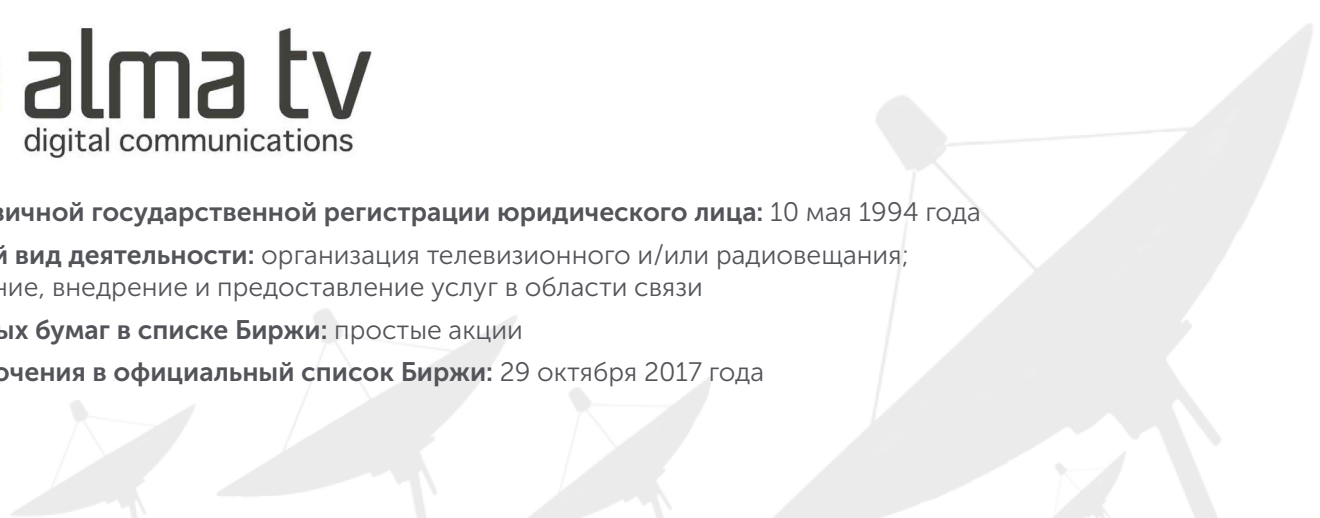 alma tv
digital communications
вичной государственной регистрации юридического лица: 10 мая 1994 года
й вид деятельности: организация телевизионного и/или радиовещания;
ние, внедрение и предоставление услуг в области связи
ых бумаг в списке Биржи: простые акции
очения в официальный список Биржи: 29 октября 2017 года